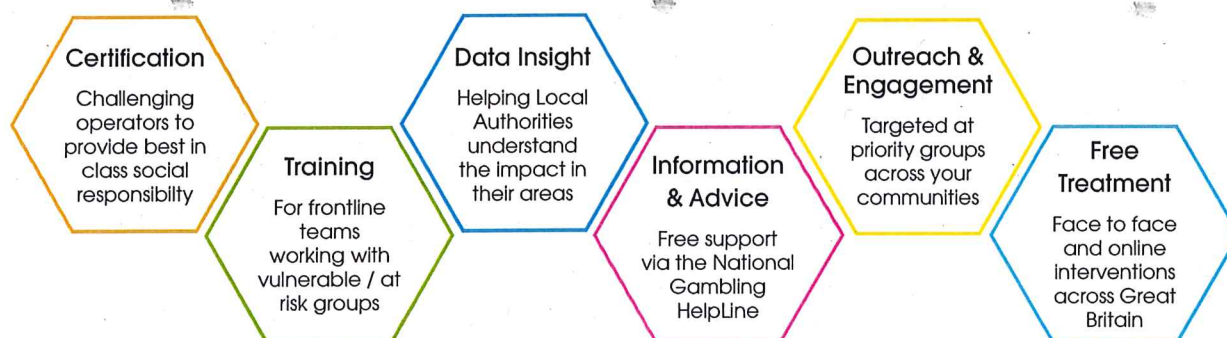 Certification
Challenging
operators to
provide best in
class social
responsibilty
Training
For frontline
teams
working with
vulnerable / at
risk groups
Data Insight
Helping Local
Authorities
understand
the impact in
their areas
Information
& Advice
Free support
via the National
Gambling
HelpLine
Outreach &
Engagement
Targeted at
priority groups
across your
communities
Free
Treatment
Face to face
and online
interventions
across Great
Britain